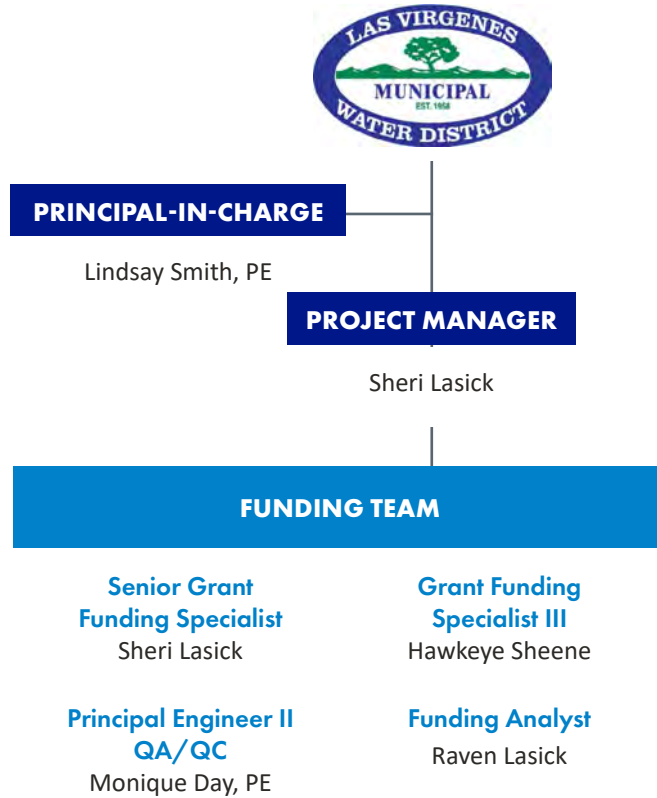 LAS VIRGENES
MUNICIPAL
EST. 1958
WATER DISTRICT
PRINCIPAL-IN-CHARGE
Lindsay Smith, PE
PROJECT MANAGER
Sheri Lasick
FUNDING TEAM
Senior Grant
Funding Specialist
Sheri Lasick
Grant Funding
Specialist III
Hawkeye Sheene
Principal Engineer II
QA/QC
Monique Day, PE
Funding Analyst
Raven Lasick